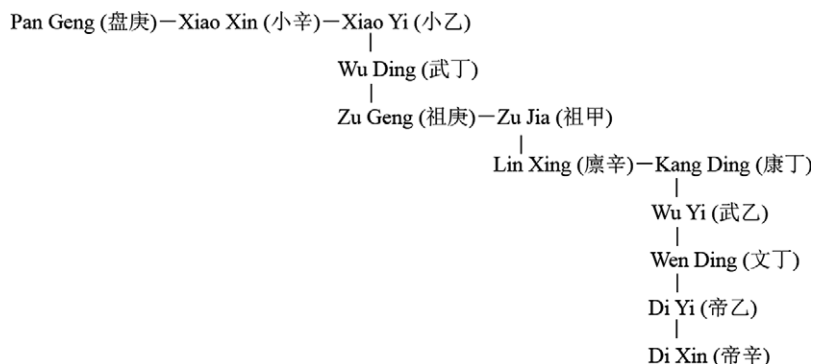 Pan Geng (盘庚)－Xiao Xin (小辛)－Xiao Yi (小乙)
Wu Ding (武丁)
Zu Geng (祖庚)－Zu Jia (祖甲)
Lin Xing (廪辛)－Kang Ding (康丁)
Wu Yi (武乙)
Wen Ding (文丁)
Di Yi (帝乙)
Di Xin (帝辛)